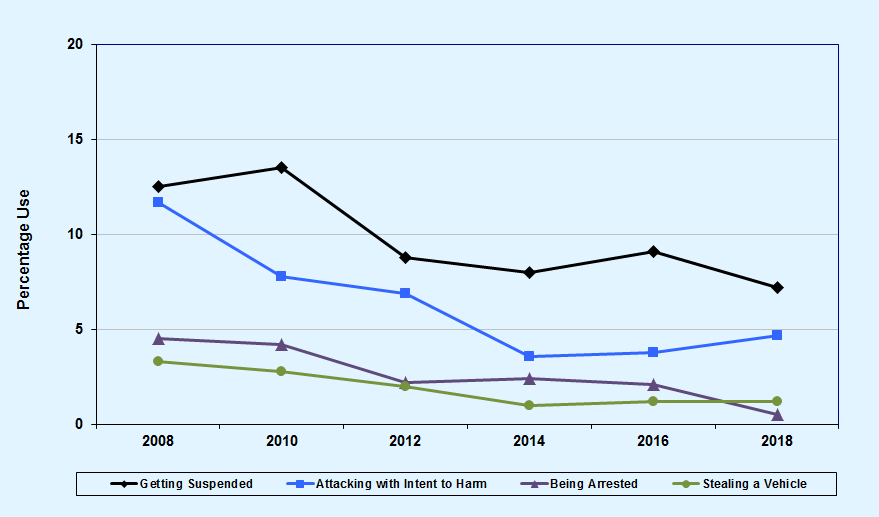 20
15
10
5
0
Percentage Use
2008 2010 2012 2014 2016 2018
Getting Suspended Attacking with Intent to Harm Being Arrested Stealing a Vehicle